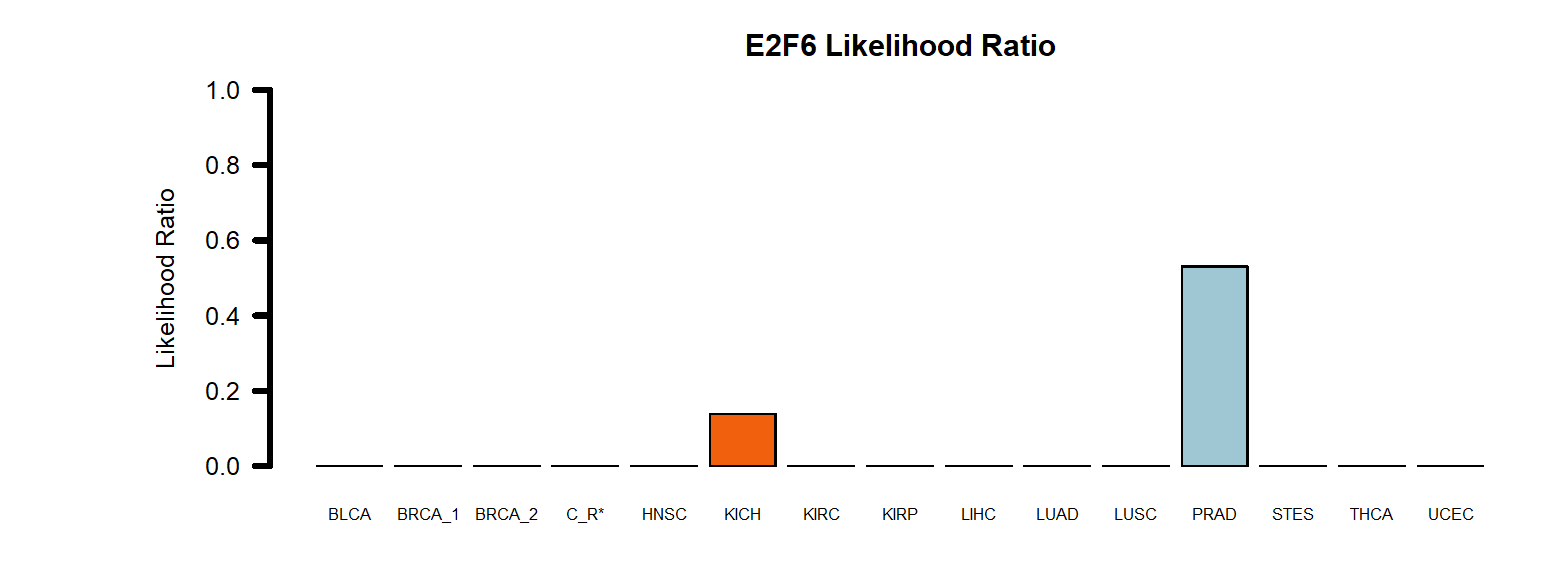 E2F6 Likelihood Ratio
Likelihood Ratio
1.0
0.8
0.6
0.4
0.2
0.0
BLCA BRCA_1 BRCA_2 C_R* HNSC KICH KIRC KIRP LIHC LUAD LUSC PRAD STES THCA UCEC